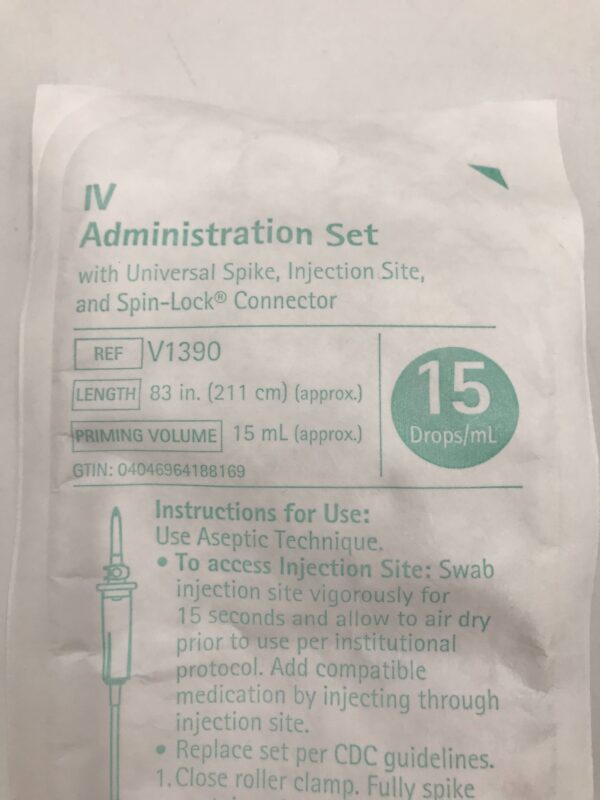 IV
Administration Set
with Universal Spike, Injection Site,
and Spin-Lock® Connector
REF V1390
LENGTH 83 in. (211 cm) (approx.)
PRIMING VOLUME 15 mL (approx.)
GTIN: 04046964188169
15
Drops/mL
Instructions for Use:
Use Aseptic Technique.
• To access Injection Site: Swab
injection site vigorously for
15 seconds and allow to air dry
prior to use per institutional
protocol. Add compatible
medication by injecting through
injection site.
• Replace set per CDC guidelines.
1. Close roller clamp. Fully spike